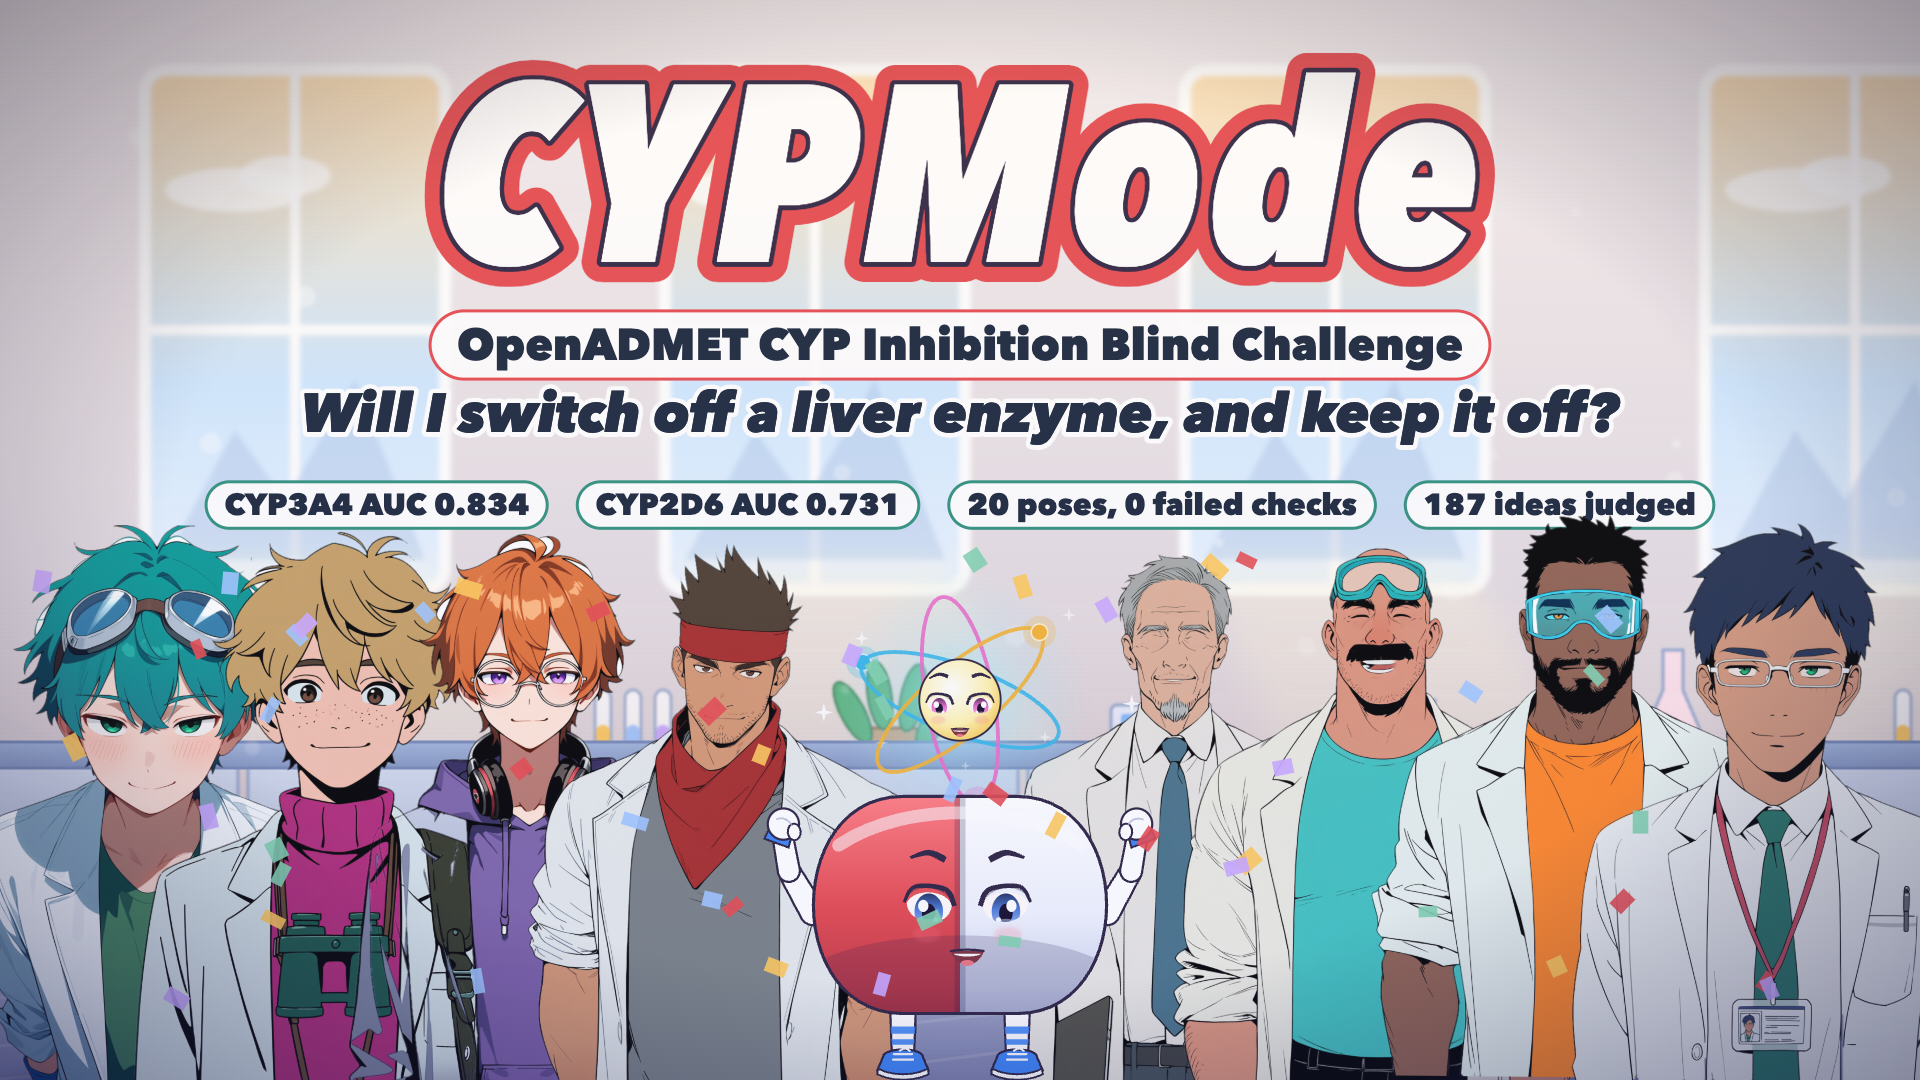 CYPMode
OpenADMET CYP Inhibition Blind Challenge
Will I switch off a liver enzyme, and keep it off?
CYP3A4 AUC 0.834
CYP2D6 AUC 0.731
20 poses, 0 failed checks
187 ideas judged